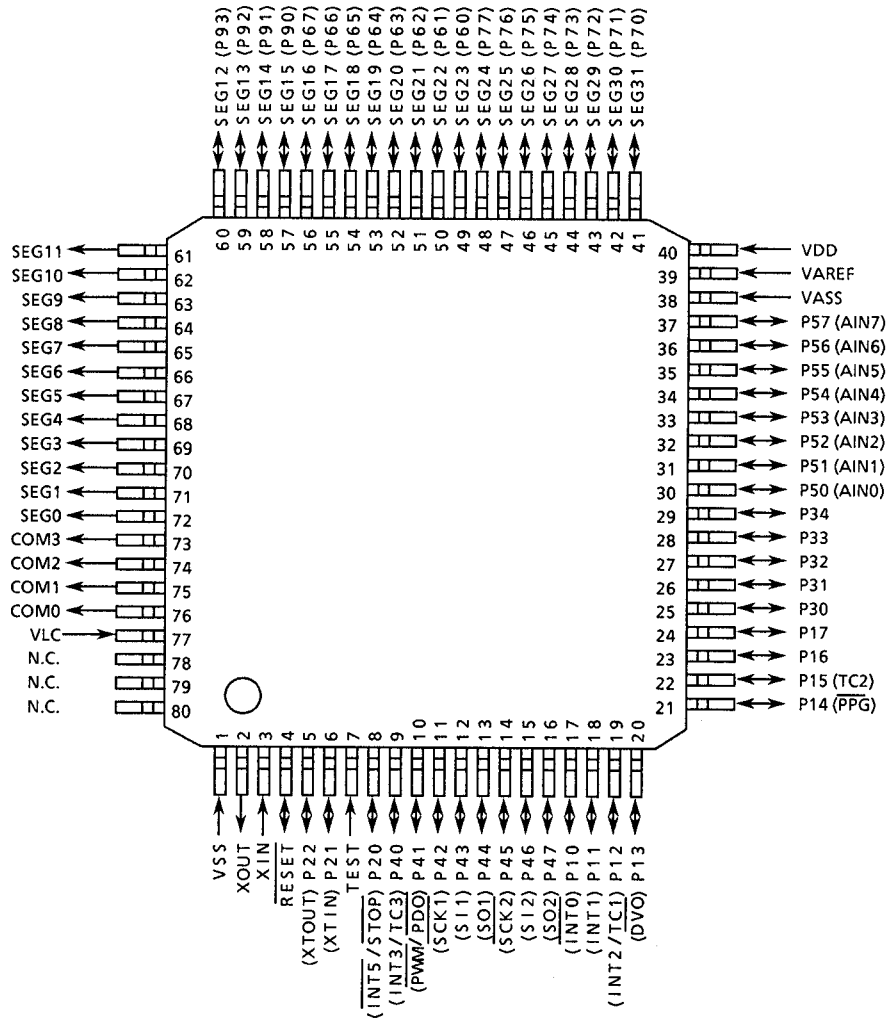 SEG12 (P93)
SEG13 (P92)
SEG14 (P91)
SEG15 (P90)
SEG16 (P67)
SEG17 (P66)
SEG18 (P65)
SEG19 (P64)
SEG20 (P63)
SEG21 (P62)
SEG22 (P61)
SEG23 (P60)
SEG24 (P77)
SEG25 (P76)
SEG26 (P75)
SEG27 (P74)
SEG28 (P73)
SEG29 (P72)
SEG30 (P71)
SEG31 (P70)
60 59 58 57 56 55 54 53 52 51 50 49 48 47 46 45 44 43 42 41
SEG11 61
SEG10 62
SEG9 63
SEG8 64
SEG7 65
SEG6 66
SEG5 67
SEG4 68
SEG3 69
SEG2 70
SEG1 71
SEG0 72
COM3 73
COM2 74
COM1 75
COM0 76
VLC 77
N.C. 78
N.C. 79
N.C. 80
40 VDD
39 VAREF
38 VASS
37 P57 (AIN7)
36 P56 (AIN6)
35 P55 (AIN5)
34 P54 (AIN4)
33 P53 (AIN3)
32 P52 (AIN2)
31 P51 (AIN1)
30 P50 (AIN0)
29 P34
28 P33
27 P32
26 P31
25 P30
24 P17
23 P16
22 P15 (TC2)
21 P14 (PPG)
1 2 3 4 5 6 7 8 9 10 11 12 13 14 15 16 17 18 19 20
VSS
XOUT
XIN
RESET
(XTOUT) P22
(XTIN) P21
TEST
(INT5/STOP) P20
(INT3/TC3) P40
(PWM/PDO) P41
(SCK1) P42
(SI1) P43
(SO1) P44
(SCK2) P45
(SI2) P46
(SO2) P47
(INT0) P10
(INT1) P11
(INT2/TC1) P12
(DVO) P13